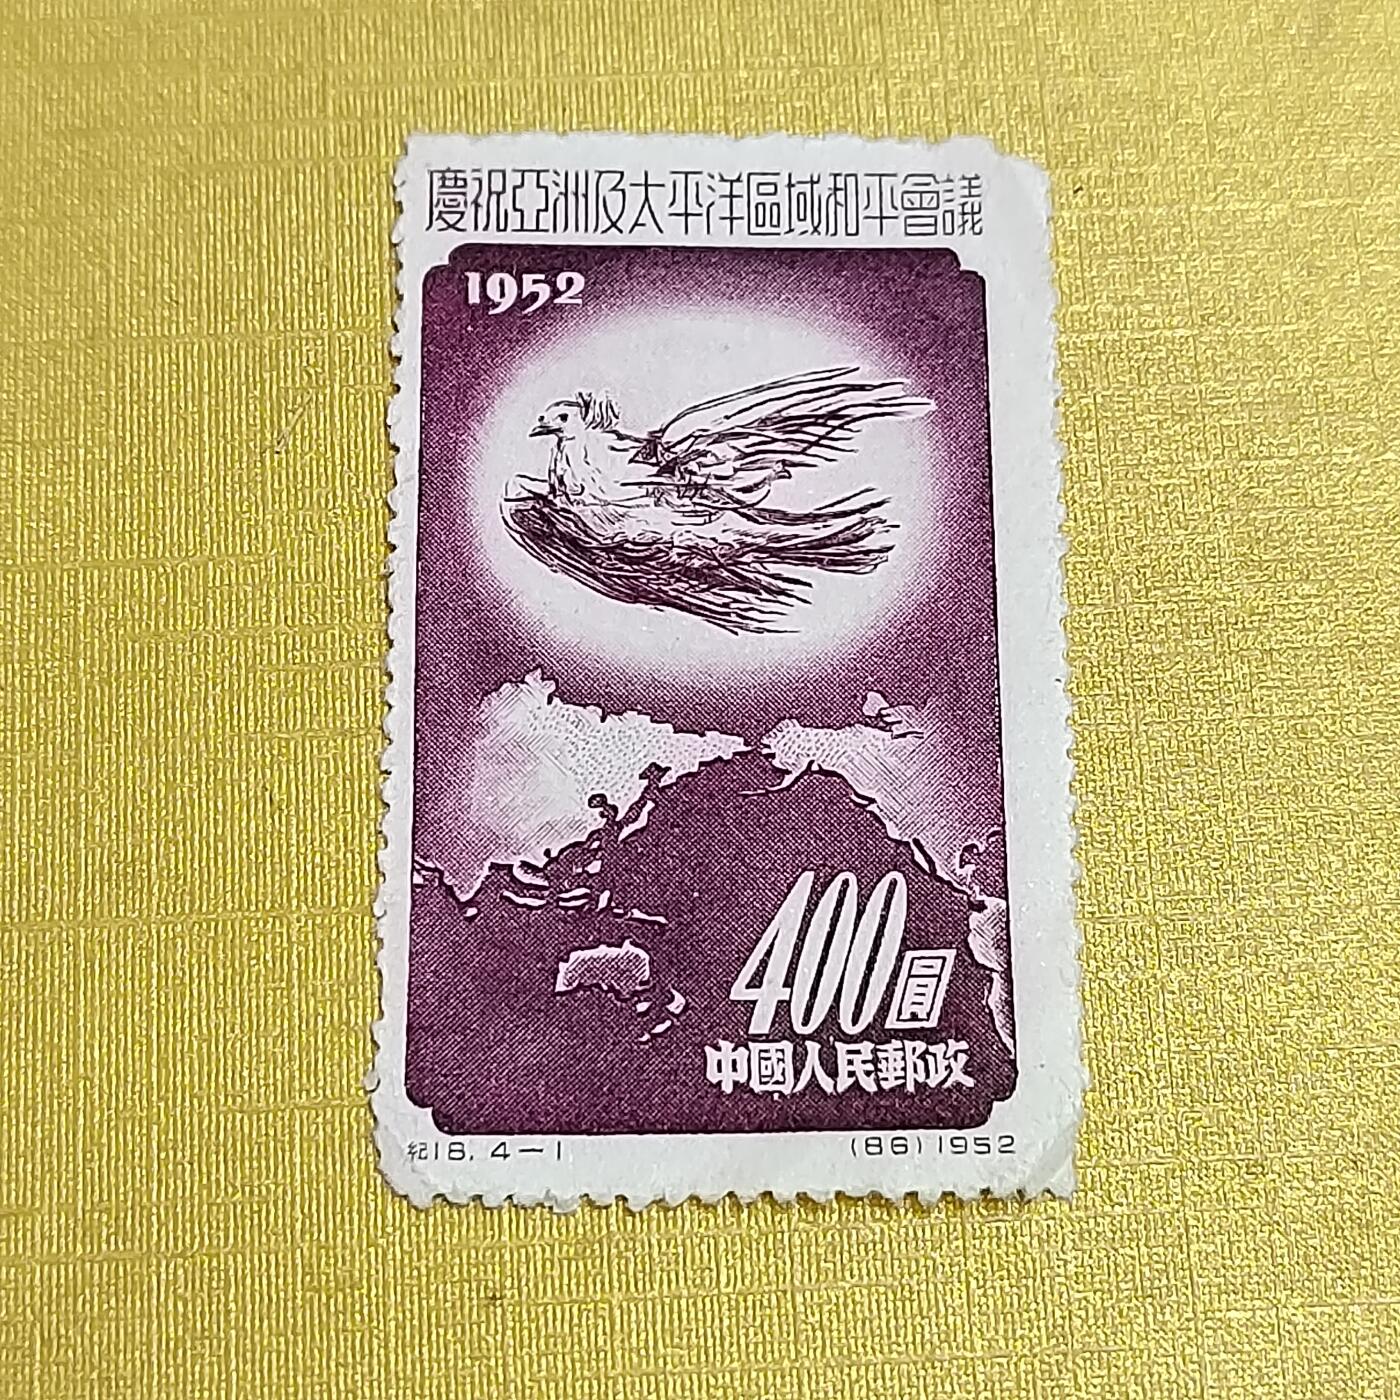 慶祝亞洲及太平洋區域和平會議
1952
400圓
中國人民郵政
紀18. 4—1
(86) 1952